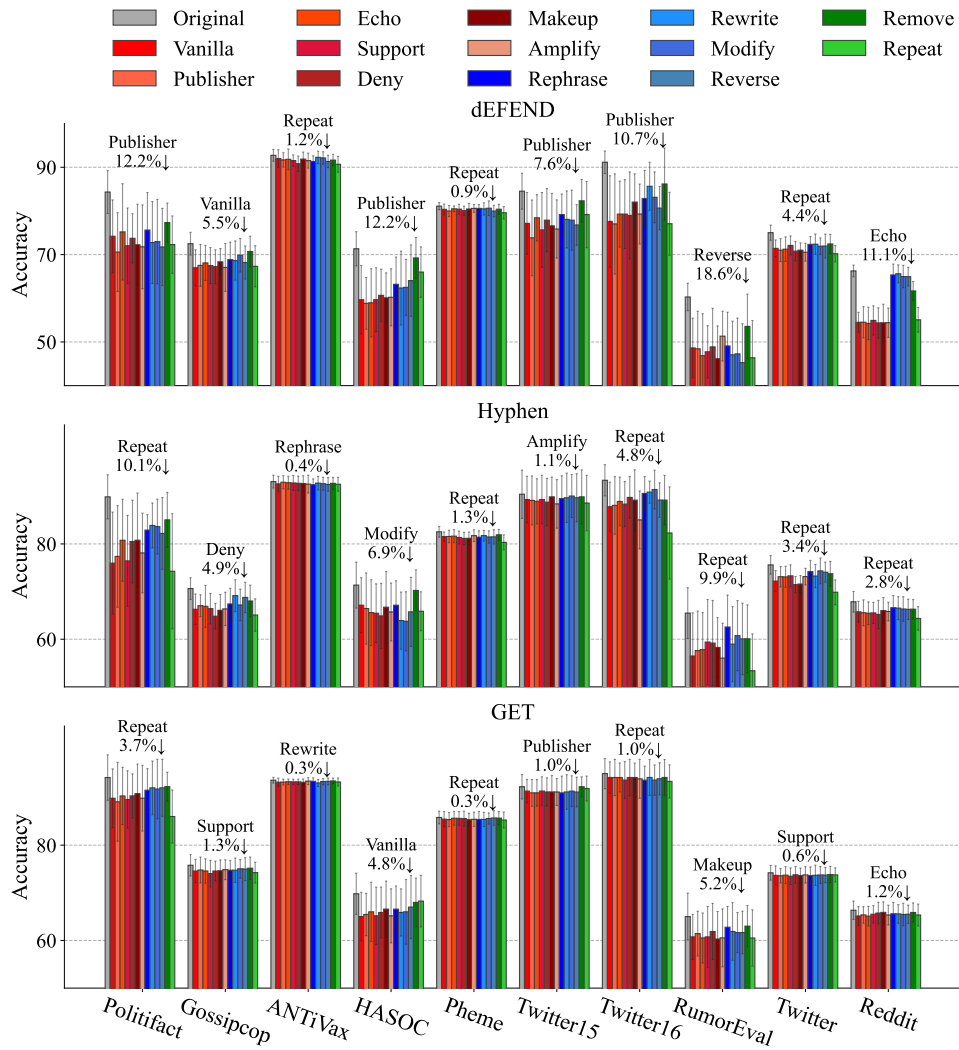 Original Echo Makeup Rewrite Remove
Vanilla Support Amplify Modify Repeat
Publisher Deny Rephrase Reverse
dEFEND
Accuracy
90
70
50
Publisher
12.2%↓
Vanilla
5.5%↓
Repeat
1.2%↓
Publisher
12.2%↓
Repeat
0.9%↓
Publisher
7.6%↓
Publisher
10.7%↓
Reverse
18.6%↓
Repeat
4.4%↓
Echo
11.1%↓
Hyphen
Accuracy
80
60
Repeat
10.1%↓
Deny
4.9%↓
Rephrase
0.4%↓
Modify
6.9%↓
Repeat
1.3%↓
Amplify
1.1%↓
Repeat
4.8%↓
Repeat
9.9%↓
Repeat
3.4%↓
Repeat
2.8%↓
GET
Accuracy
80
60
Repeat
3.7%↓
Support
1.3%↓
Rewrite
0.3%↓
Vanilla
4.8%↓
Repeat
0.3%↓
Publisher
1.0%↓
Repeat
1.0%↓
Makeup
5.2%↓
Support
0.6%↓
Echo
1.2%↓
Politifact Gossipcop ANTiVax HASOC Pheme Twitter15 Twitter16 RumorEval Twitter Reddit